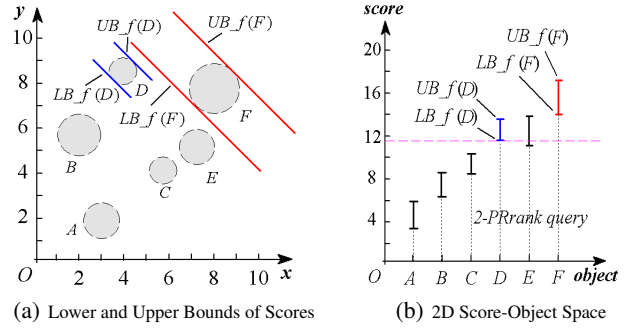 y
10
8
6
4
2
O
2
4
6
8
10
x
UB_f(D)
UB_f(F)
LB_f(D)
LB_f(F)
A
B
C
D
E
F
(a) Lower and Upper Bounds of Scores
score
20
16
12
8
4
O
A B C D E F object
UB_f(F)
LB_f(F)
UB_f(D)
LB_f(D)
2-PRrank query
(b) 2D Score-Object Space